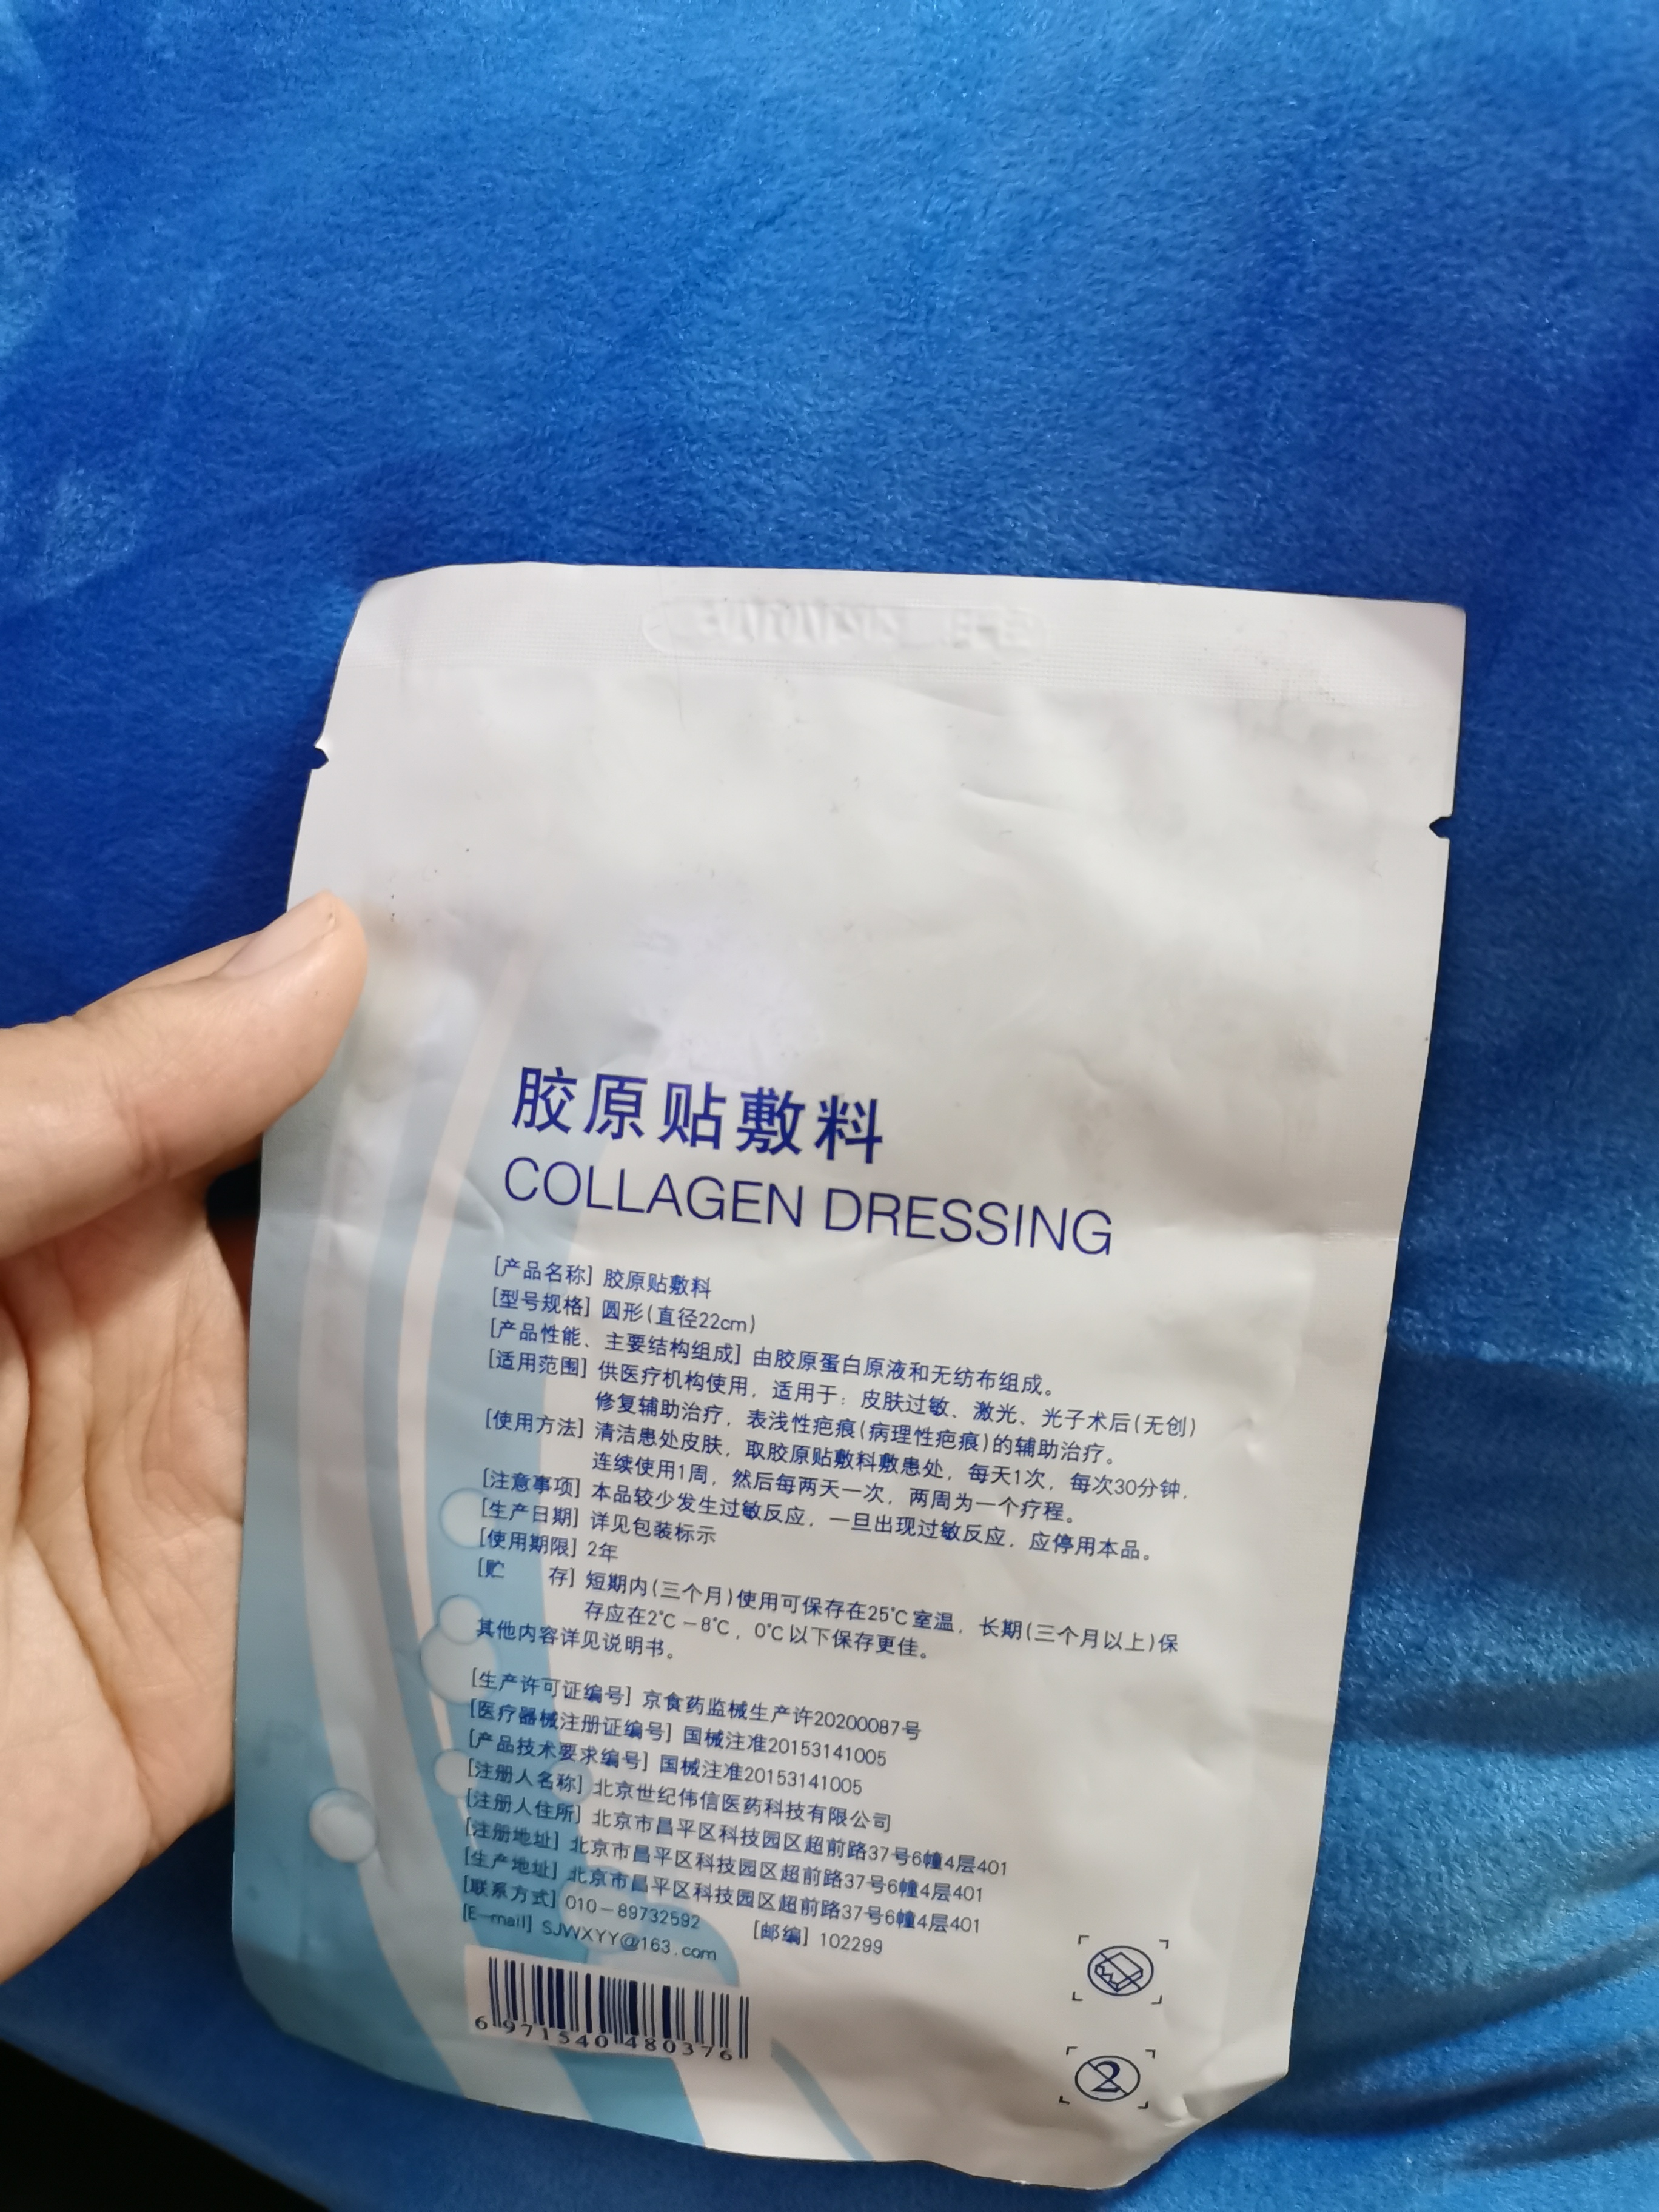 胶原贴敷料
COLLAGEN DRESSING
[产品名称] 胶原贴敷料
[型号规格] 圆形(直径22cm)
[产品性能、主要结构组成] 由胶原蛋白原液和无纺布组成。
[适用范围] 供医疗机构使用，适用于：皮肤过敏、激光、光子术后(无创)
修复辅助治疗，表浅性疤痕(病理性疤痕)的辅助治疗。
[使用方法] 清洁患处皮肤，取胶原贴敷料敷患处，每天1次，每次30分钟，
连续使用1周，然后每两天一次，两周为一个疗程。
[注意事项] 本品较少发生过敏反应，一旦出现过敏反应，应停用本品。
[生产日期] 详见包装标示
[使用期限] 2年
[贮 存] 短期内(三个月)使用可保存在25℃室温，长期(三个月以上)保
存应在2℃－8℃，0℃以下保存更佳。
其他内容详见说明书。
[生产许可证编号] 京食药监械生产许20200087号
[医疗器械注册证编号] 国械注准20153141005
[产品技术要求编号] 国械注准20153141005
[注册人名称] 北京世纪伟信医药科技有限公司
[注册人住所] 北京市昌平区科技园区超前路37号6幢4层401
[注册地址] 北京市昌平区科技园区超前路37号6幢4层401
[生产地址] 北京市昌平区科技园区超前路37号6幢4层401
[联系方式] 010－89732592 [邮编] 102299
[E-mail] SJWXYY@163.com
6 971540 480376
2